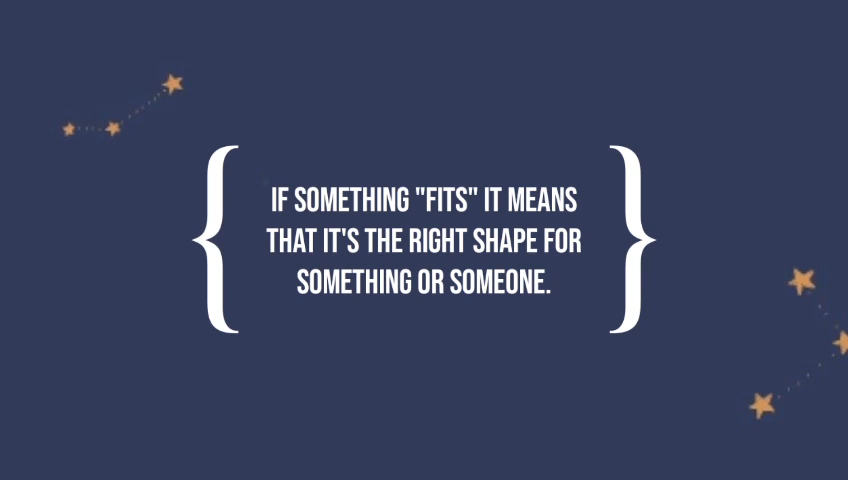 IF SOMETHING "FITS" IT MEANS
THAT IT'S THE RIGHT SHAPE FOR
SOMETHING OR SOMEONE.